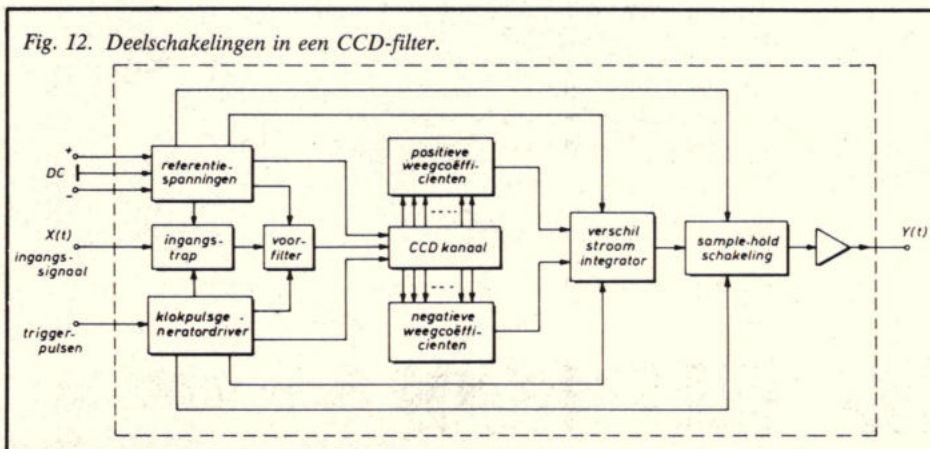 Fig. 12. Deelschakelingen in een CCD-filter.
+
DC
-
referentie-
spanningen
X(t)
ingangs-
signaal
ingangs-
trap
voor-
filter
trigger-
pulsen
klokpulsge -
neratordriver
positieve
weegcoëffi-
cienten
CCD kanaal
negatieve
weegcoëffi-
cienten
verschil
stroom
integrator
sample-hold
schakeling
Y(t)